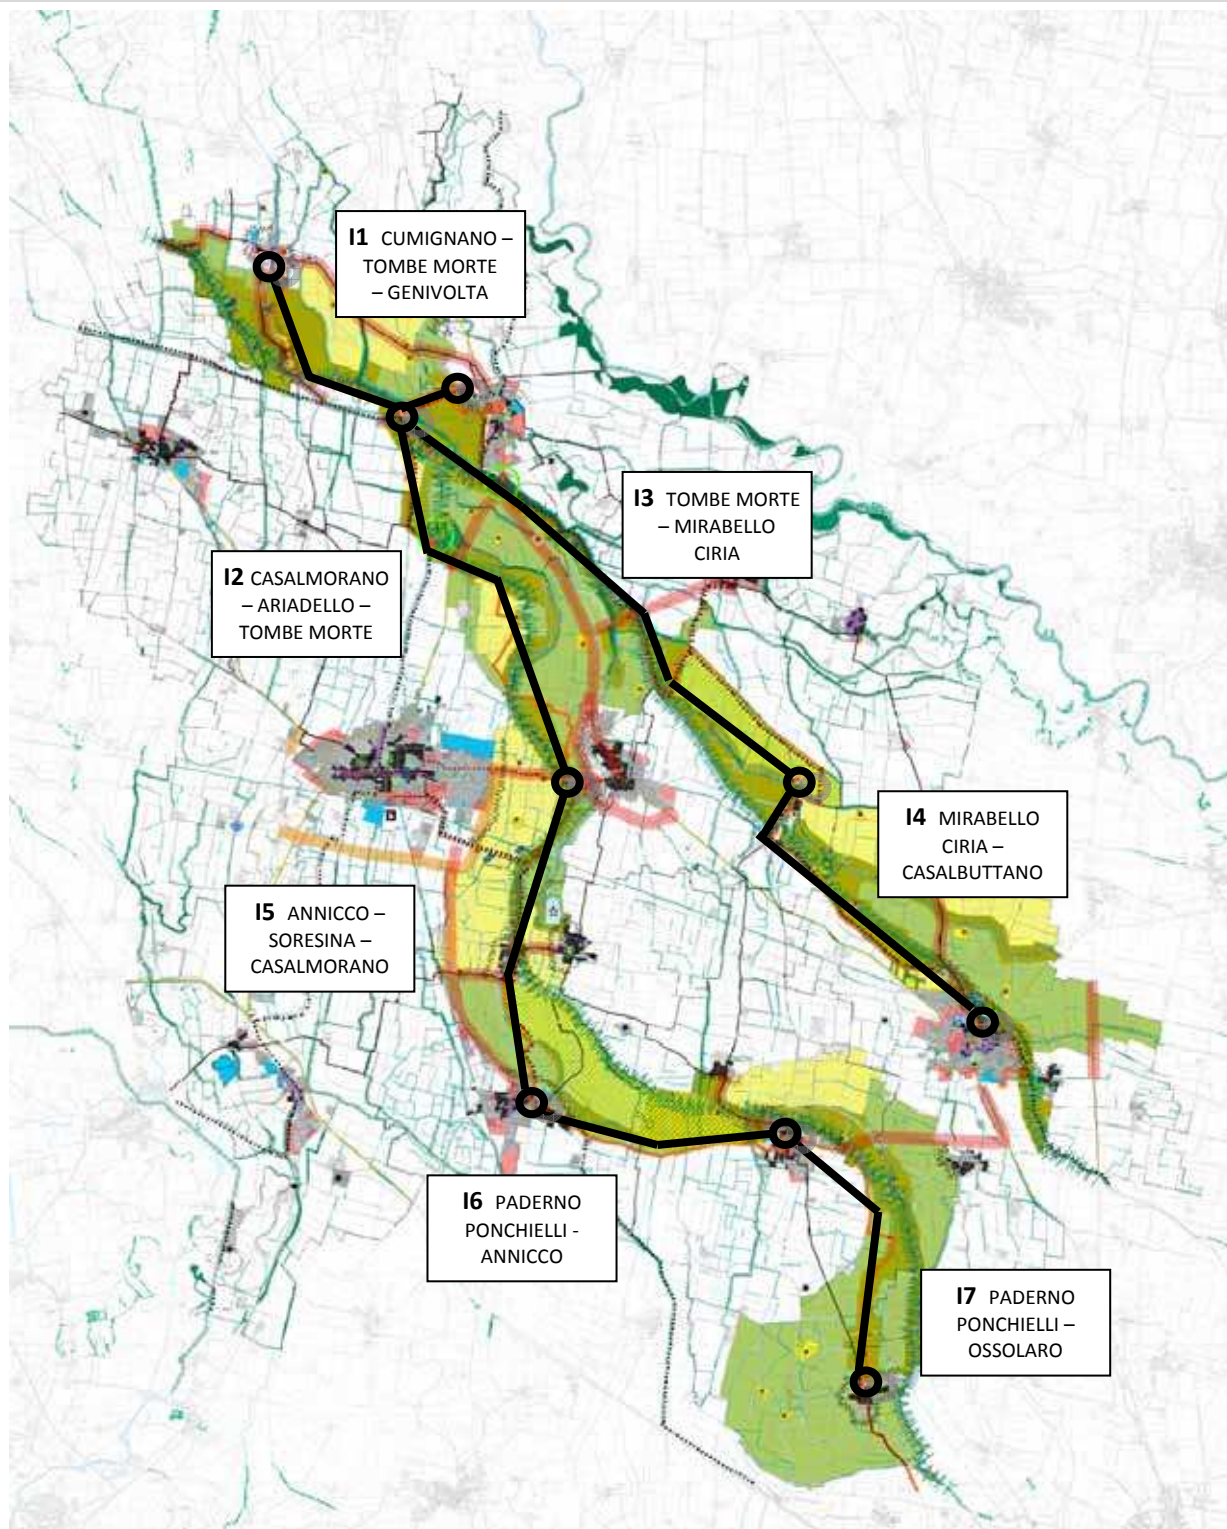 I1 CUMIGNANO –
TOMBE MORTE
– GENIVOLTA
I3 TOMBE MORTE
– MIRABELLO
CIRIA
I2 CASALMORANO
– ARIADELLO –
TOMBE MORTE
I4 MIRABELLO
CIRIA –
CASALBUTTANO
I5 ANNICCO –
SORESINA –
CASALMORANO
I6 PADERNO
PONCHIELLI -
ANNICCO
I7 PADERNO
PONCHIELLI –
OSSOLARO